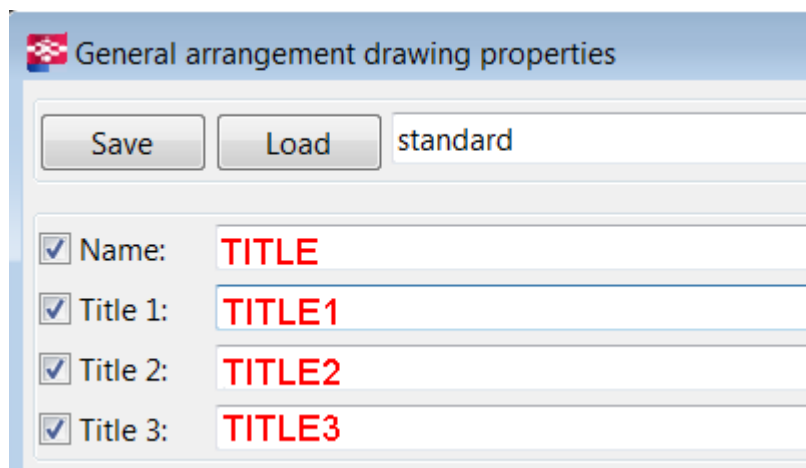 General arrangement drawing properties
Save Load standard
Name: TITLE
Title 1: TITLE1
Title 2: TITLE2
Title 3: TITLE3